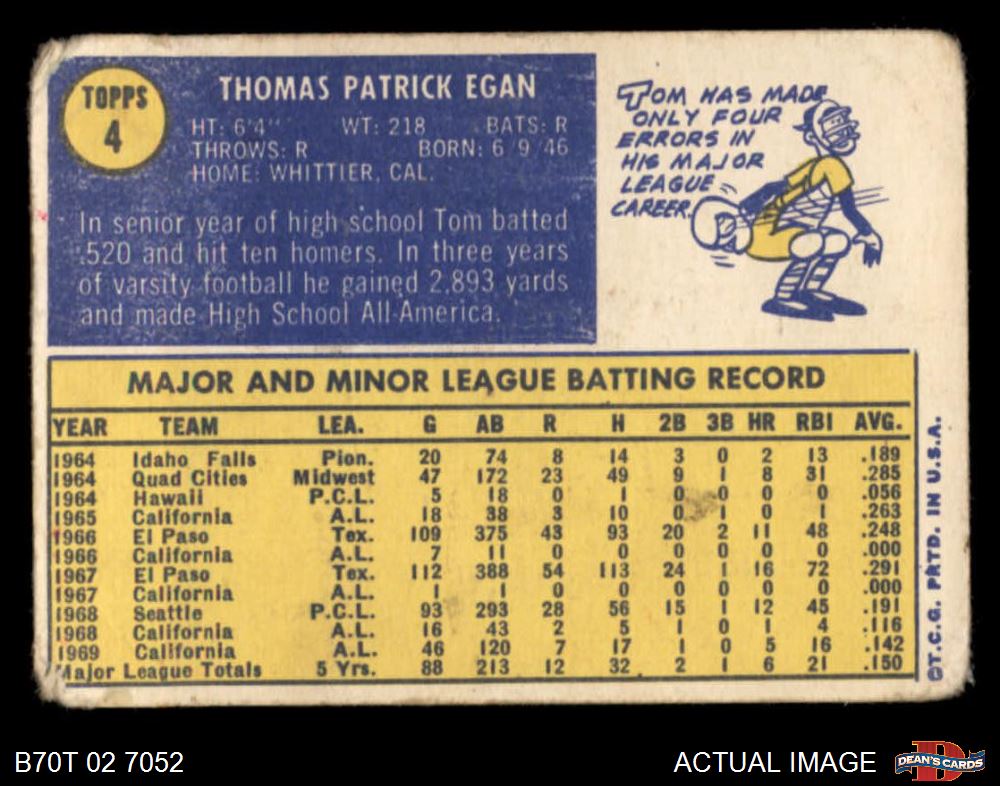 TOPPS
4
THOMAS PATRICK EGAN
HT: 6'4" WT: 218 BATS: R
THROWS: R BORN: 6 9 46
HOME: WHITTIER, CAL.
In senior year of high school Tom batted
.520 and hit ten homers. In three years
of varsity football he gained 2,893 yards
and made High School All-America.
TOM HAS MADE
ONLY FOUR
ERRORS IN
HIS MAJOR
LEAGUE
CAREER.
MAJOR AND MINOR LEAGUE BATTING RECORD
YEAR TEAM LEA. G AB R H 2B 3B HR RBI AVG.
1964 Idaho Falls Pion. 20 74 8 14 3 0 2 13 .189
1964 Quad Cities Midwest 47 172 23 49 9 1 8 31 .285
1964 Hawaii P.C.L. 5 18 0 1 0 0 0 0 .056
1965 California A.L. 18 38 3 10 0 1 0 1 .263
1966 El Paso Tex. 109 375 43 93 20 2 11 48 .248
1966 California A.L. 7 11 0 0 0 0 0 0 .000
1967 El Paso Tex. 112 388 54 113 24 1 16 72 .291
1967 California A.L. 1 1 0 0 0 0 0 0 .000
1968 Seattle P.C.L. 93 293 28 56 15 1 12 45 .191
1968 California A.L. 16 43 2 5 1 0 1 4 .116
1969 California A.L. 46 120 7 17 1 0 5 16 .142
Major League Totals 5 Yrs. 88 213 12 32 2 1 6 21 .150
©T.C.G. PRTD. IN U.S.A.
B70T 02 7052
ACTUAL IMAGE
DEAN'S CARDS